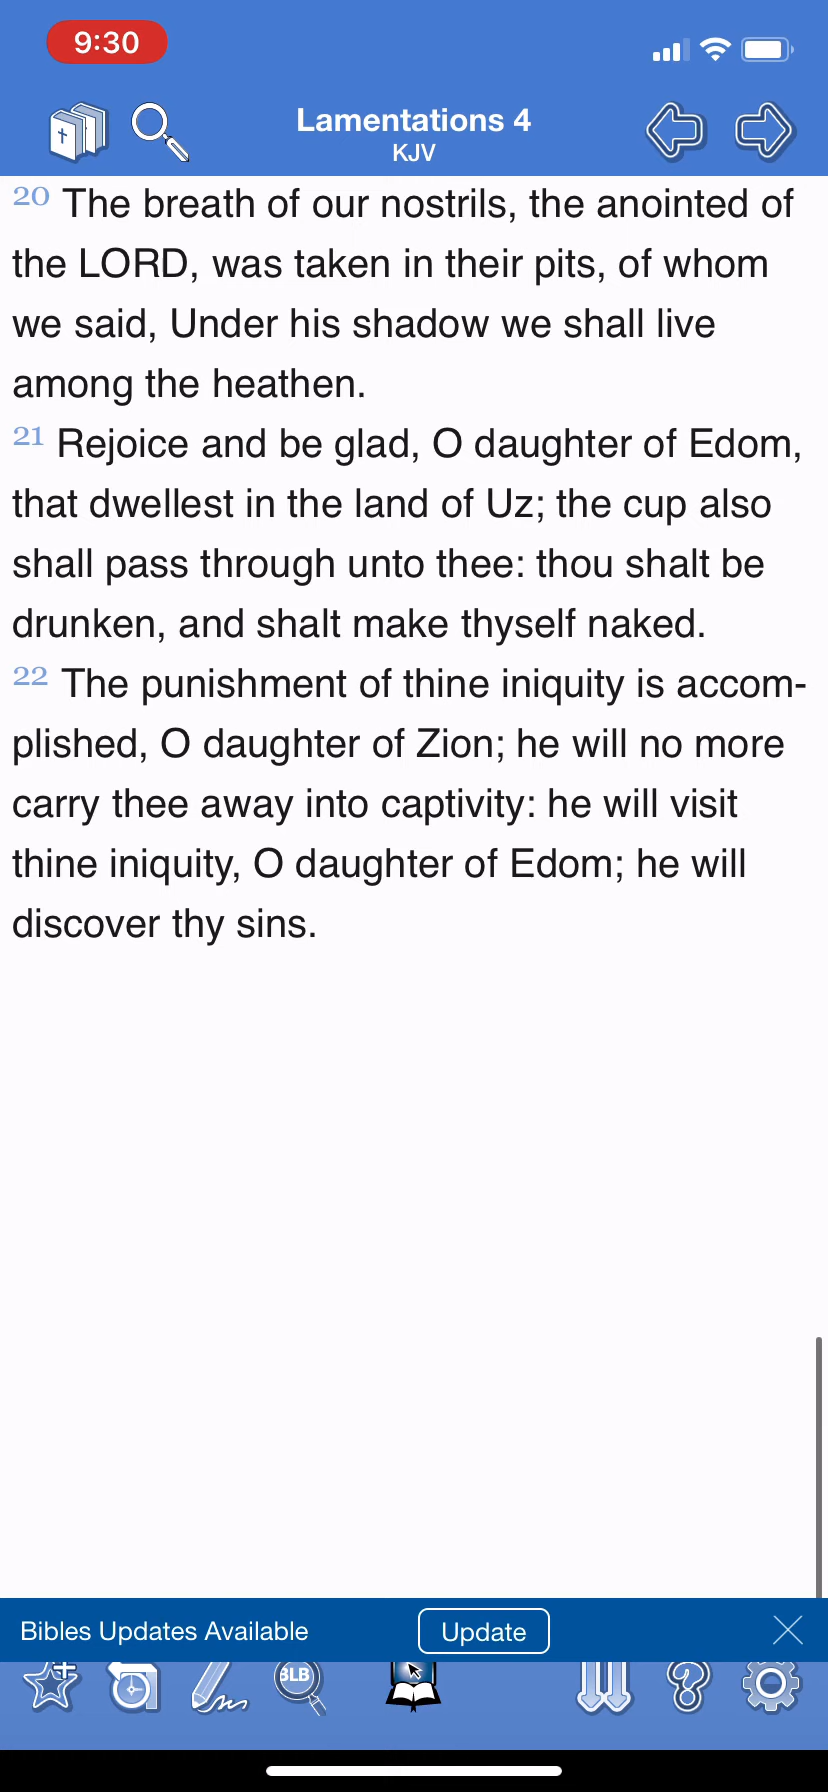 9:30
Lamentations 4
KJV
20 The breath of our nostrils, the anointed of
the LORD, was taken in their pits, of whom
we said, Under his shadow we shall live
among the heathen.
21 Rejoice and be glad, O daughter of Edom,
that dwellest in the land of Uz; the cup also
shall pass through unto thee: thou shalt be
drunken, and shalt make thyself naked.
22 The punishment of thine iniquity is accom-
plished, O daughter of Zion; he will no more
carry thee away into captivity: he will visit
thine iniquity, O daughter of Edom; he will
discover thy sins.
Bibles Updates Available
Update
BLB